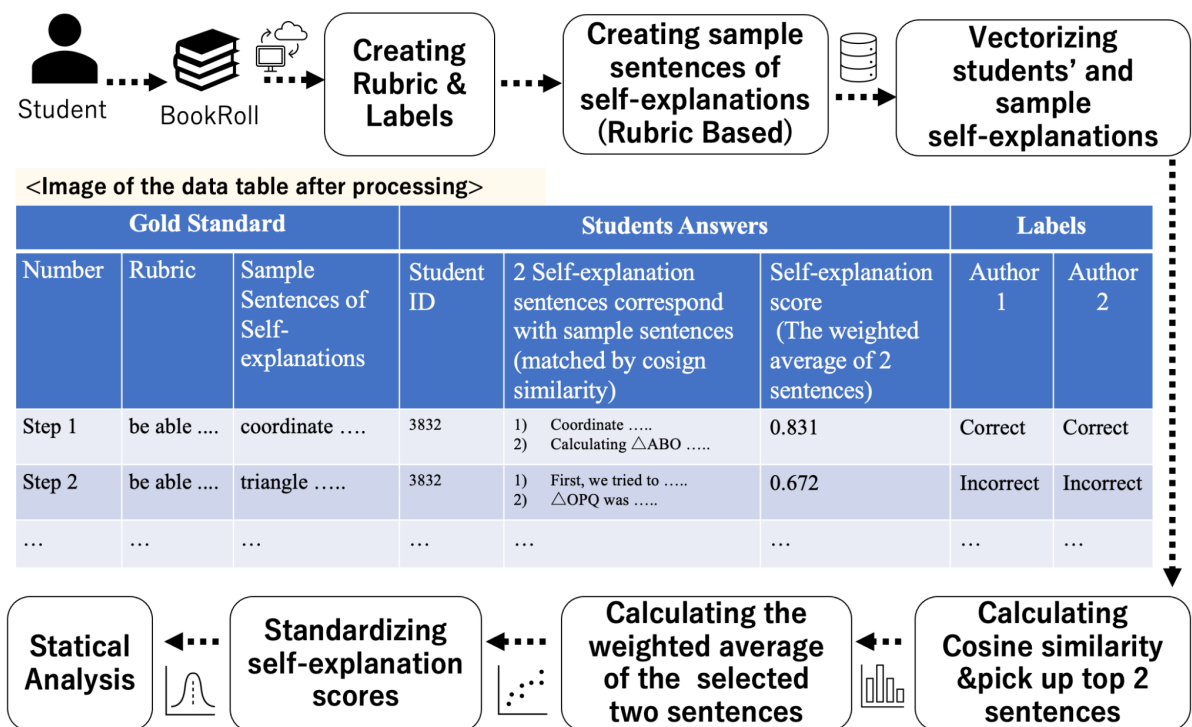 Student
BookRoll
Creating
Rubric &
Labels
Creating sample
sentences of
self-explanations
(Rubric Based)
Vectorizing
students' and
sample
self-explanations
<Image of the data table after processing>
Gold Standard
Students Answers
Labels
Number
Rubric
Sample
Sentences of
Self-
explanations
Student
ID
2 Self-explanation
sentences correspond
with sample sentences
(matched by cosign
similarity)
Self-explanation
score
(The weighted
average of 2
sentences)
Author
1
Author
2
Step 1
be able ....
coordinate ….
3832
1) Coordinate …..
2) Calculating △ABO …..
0.831
Correct
Correct
Step 2
be able ....
triangle …..
3832
1) First, we tried to …..
2) △OPQ was …..
0.672
Incorrect
Incorrect
…
…
…
…
…
…
…
…
Statical
Analysis
Standardizing
self-explanation
scores
Calculating the
weighted average
of the selected
two sentences
Calculating
Cosine similarity
&pick up top 2
sentences